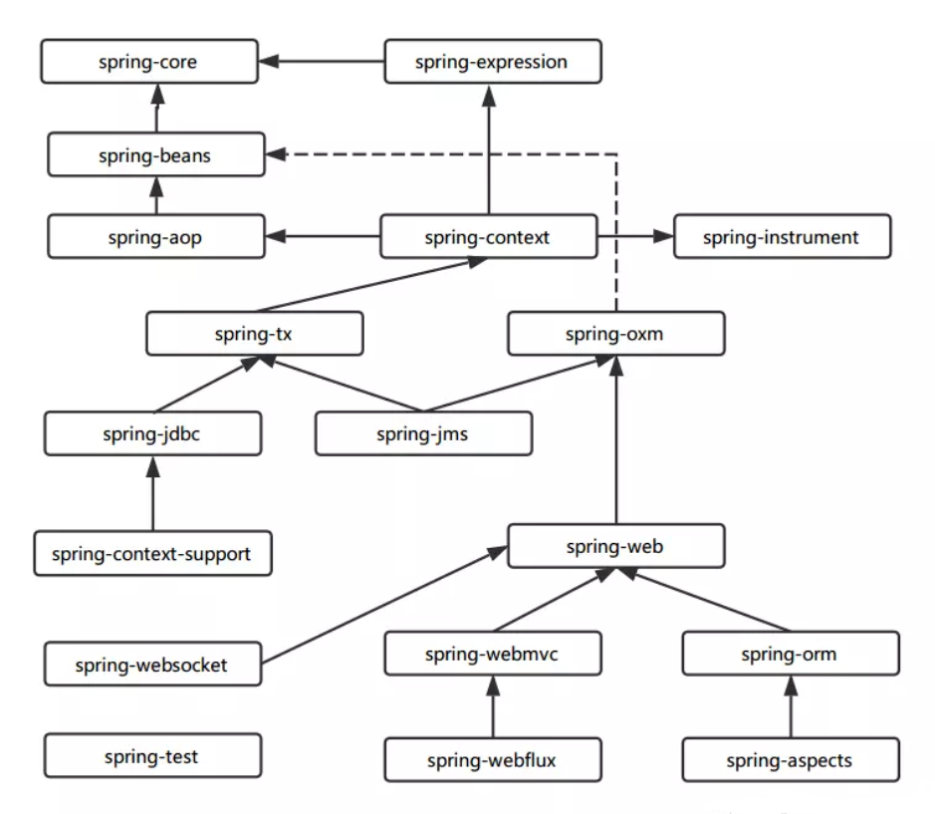 spring-core
spring-expression
spring-beans
spring-aop
spring-context
spring-instrument
spring-tx
spring-oxm
spring-jdbc
spring-jms
spring-web
spring-context-support
spring-websocket
spring-webmvc
spring-orm
spring-test
spring-webflux
spring-aspects